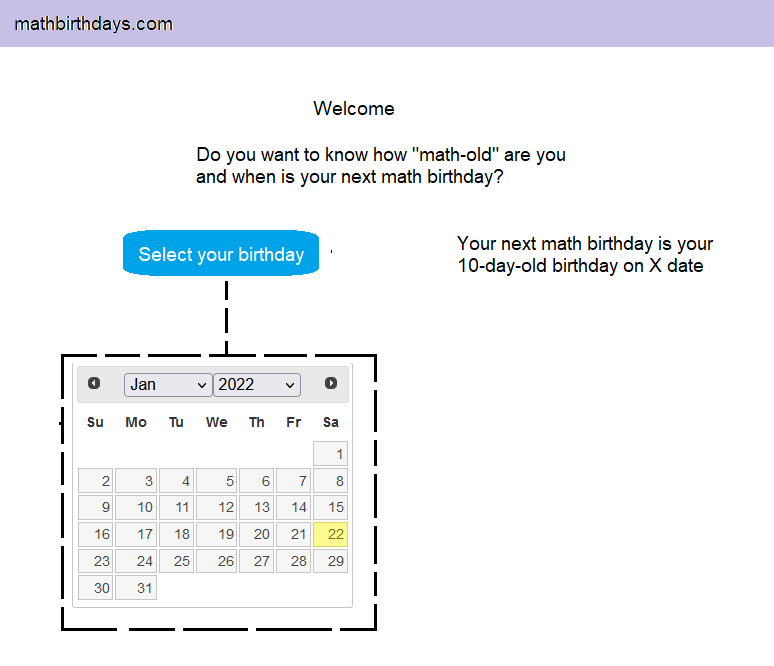 mathbirthdays.com
Welcome
Do you want to know how "math-old" are you
and when is your next math birthday?
Select your birthday
Your next math birthday is your
10-day-old birthday on X date
Jan 2022
Su Mo Tu We Th Fr Sa
1
2 3 4 5 6 7 8
9 10 11 12 13 14 15
16 17 18 19 20 21 22
23 24 25 26 27 28 29
30 31